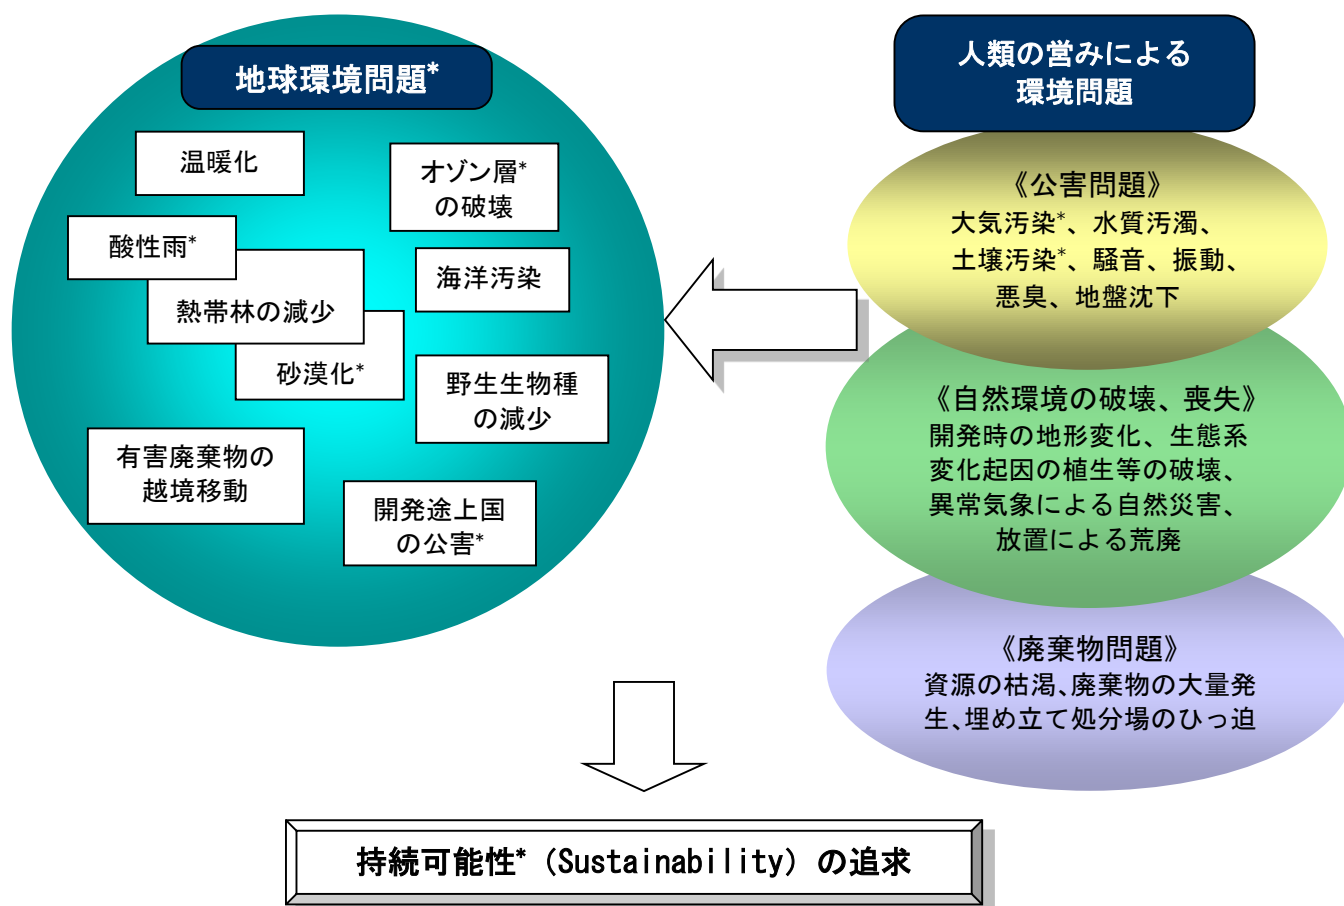 地球環境問題*
温暖化
オゾン層*
の破壊
酸性雨*
海洋汚染
熱帯林の減少
砂漠化*
野生生物種
の減少
有害廃棄物の
越境移動
開発途上国
の公害*
人類の営みによる
環境問題
《公害問題》
大気汚染*、水質汚濁、
土壌汚染*、騒音、振動、
悪臭、地盤沈下
《自然環境の破壊、喪失》
開発時の地形変化、生態系
変化起因の植生等の破壊、
異常気象による自然災害、
放置による荒廃
《廃棄物問題》
資源の枯渇、廃棄物の大量発
生、埋め立て処分場のひっ迫
持続可能性*（Sustainability）の追求